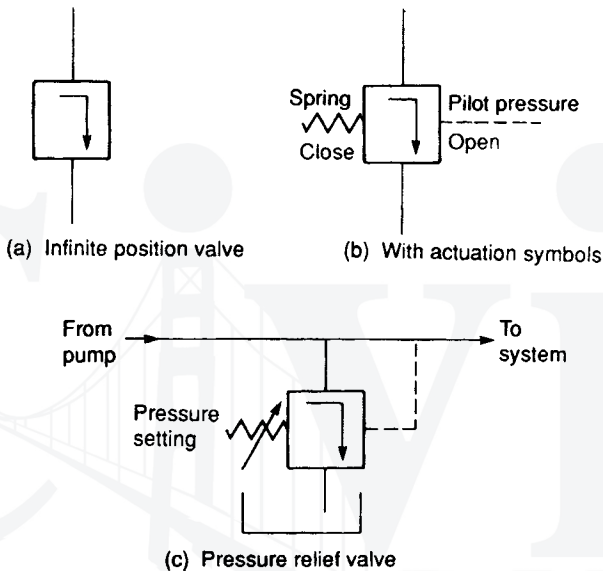 Spring
Pilot pressure
Close
Open
(a) Infinite position valve
(b) With actuation symbols
From
pump
To
system
Pressure
setting
(c) Pressure relief valve